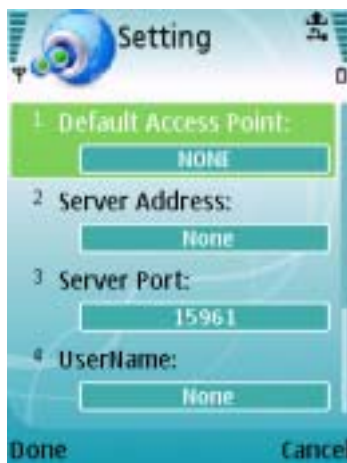 Setting
1 Default Access Point:
NONE
2 Server Address:
None
3 Server Port:
15961
4 UserName:
None
Done Cancel